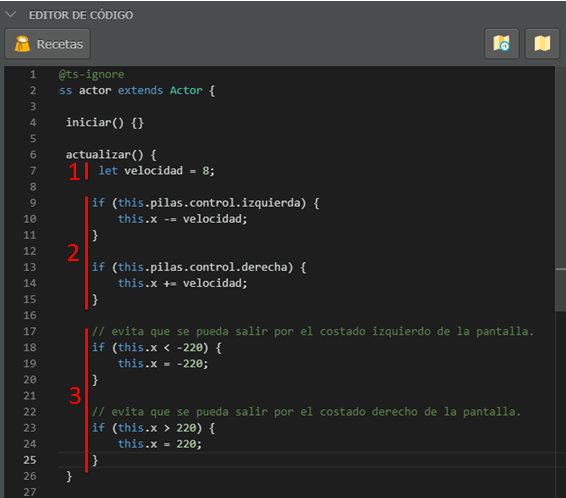 EDITOR DE CÓDIGO
Recetas
1 @ts-ignore
2 ss actor extends Actor {
3
4 iniciar() {}
5
6 actualizar() {
1
7 let velocidad = 8;
8
9 if (this.pilas.control.izquierda) {
10 this.x -= velocidad;
11 }
12
2
13 if (this.pilas.control.derecha) {
14 this.x += velocidad;
15 }
16
17 // evita que se pueda salir por el costado izquierdo de la pantalla.
18 if (this.x < -220) {
19 this.x = -220;
20 }
21
3
22 // evita que se pueda salir por el costado derecho de la pantalla.
23 if (this.x > 220) {
24 this.x = 220;
25 }
26 }
27